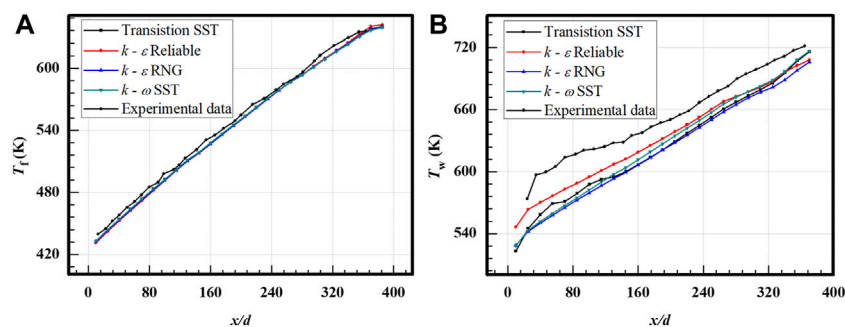 A
Transistion SST
k - ε Reliable
k - ε RNG
k - ω SST
Experimental data
600
540
480
420
T_f (K)
0 80 160 240 320 400
x/d
B
Transition SST
k - ε Reliable
k - ε RNG
k - ω SST
Experimental data
720
660
600
540
T_w (K)
0 80 160 240 320 400
x/d